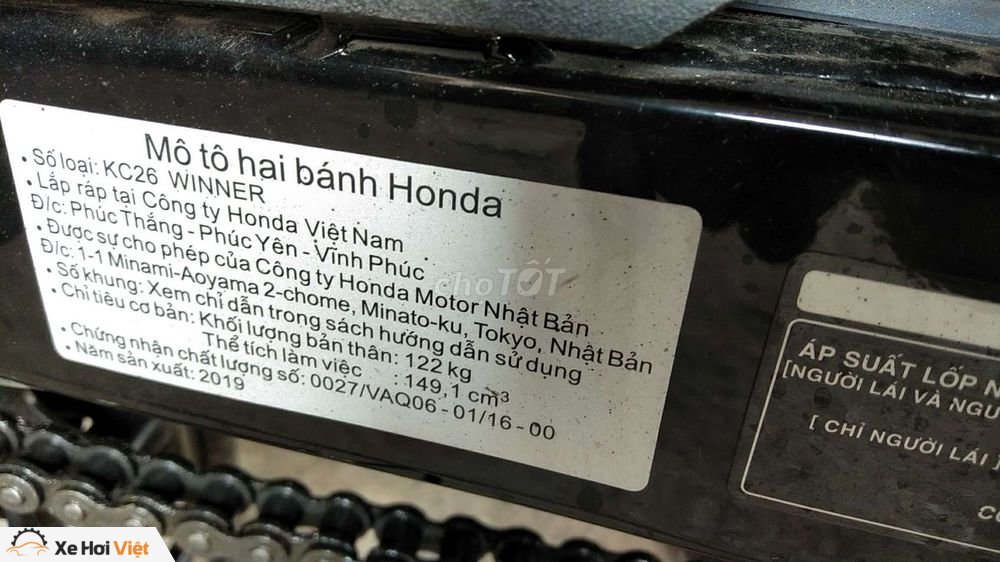 Mô tô hai bánh Honda
• Số loại: KC26 WINNER
• Lắp ráp tại Công ty Honda Việt Nam
Đ/c: Phúc Thắng - Phúc Yên - Vĩnh Phúc
• Được sự cho phép của Công ty Honda Motor Nhật Bản
Đ/c: 1-1 Minami-Aoyama 2-chome, Minato-ku, Tokyo, Nhật Bản
• Số khung: Xem chỉ dẫn trong sách hướng dẫn sử dụng
• Chỉ tiêu cơ bản: Khối lượng bản thân: 122 kg
Thể tích làm việc : 149,1 cm³
• Chứng nhận chất lượng số: 0027/VAQ06 - 01/16 - 00
• Năm sản xuất: 2019
choTỐT
ÁP SUẤT LỐP
[NGƯỜI LÁI VÀ
[ CHỈ NGƯỜI LÁI ]
Xe Hơi Việt